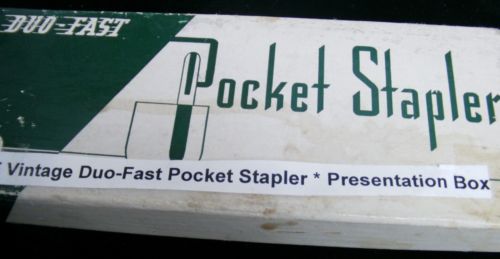 DUO-FAST
Pocket Stapler
Vintage Duo-Fast Pocket Stapler * Presentation Box